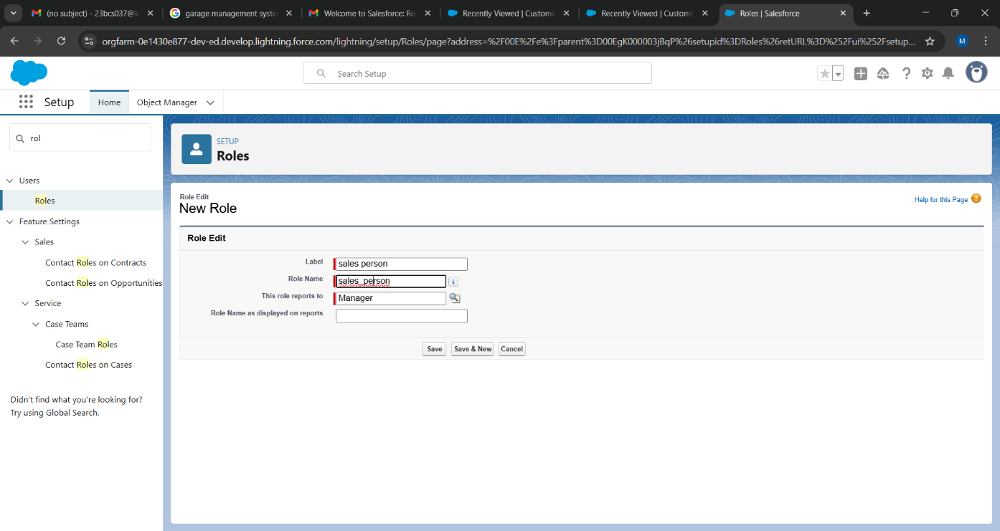 (no subject) - 23bcs037@k
garage management syste
Welcome to Salesforce: Re
Recently Viewed | Custome
Recently Viewed | Custome
Roles | Salesforce
orgfarm-0e1430e877-dev-ed.develop.lightning.force.com/lightning/setup/Roles/page?address=%2F00E%2Fe%3Fparent%3D00EgK000003jBqP%26setupid%3DRoles%26retURL%3D%252Fui%252Fsetup...
M
Search Setup
Setup
Home
Object Manager
rol
Users
Roles
Feature Settings
Sales
Contact Roles on Contracts
Contact Roles on Opportunities
Service
Case Teams
Case Team Roles
Contact Roles on Cases
Didn't find what you're looking for?
Try using Global Search.
SETUP
Roles
Role Edit
New Role
Help for this Page
Role Edit
Label sales person
Role Name sales_person
This role reports to Manager
Role Name as displayed on reports
Save Save & New Cancel